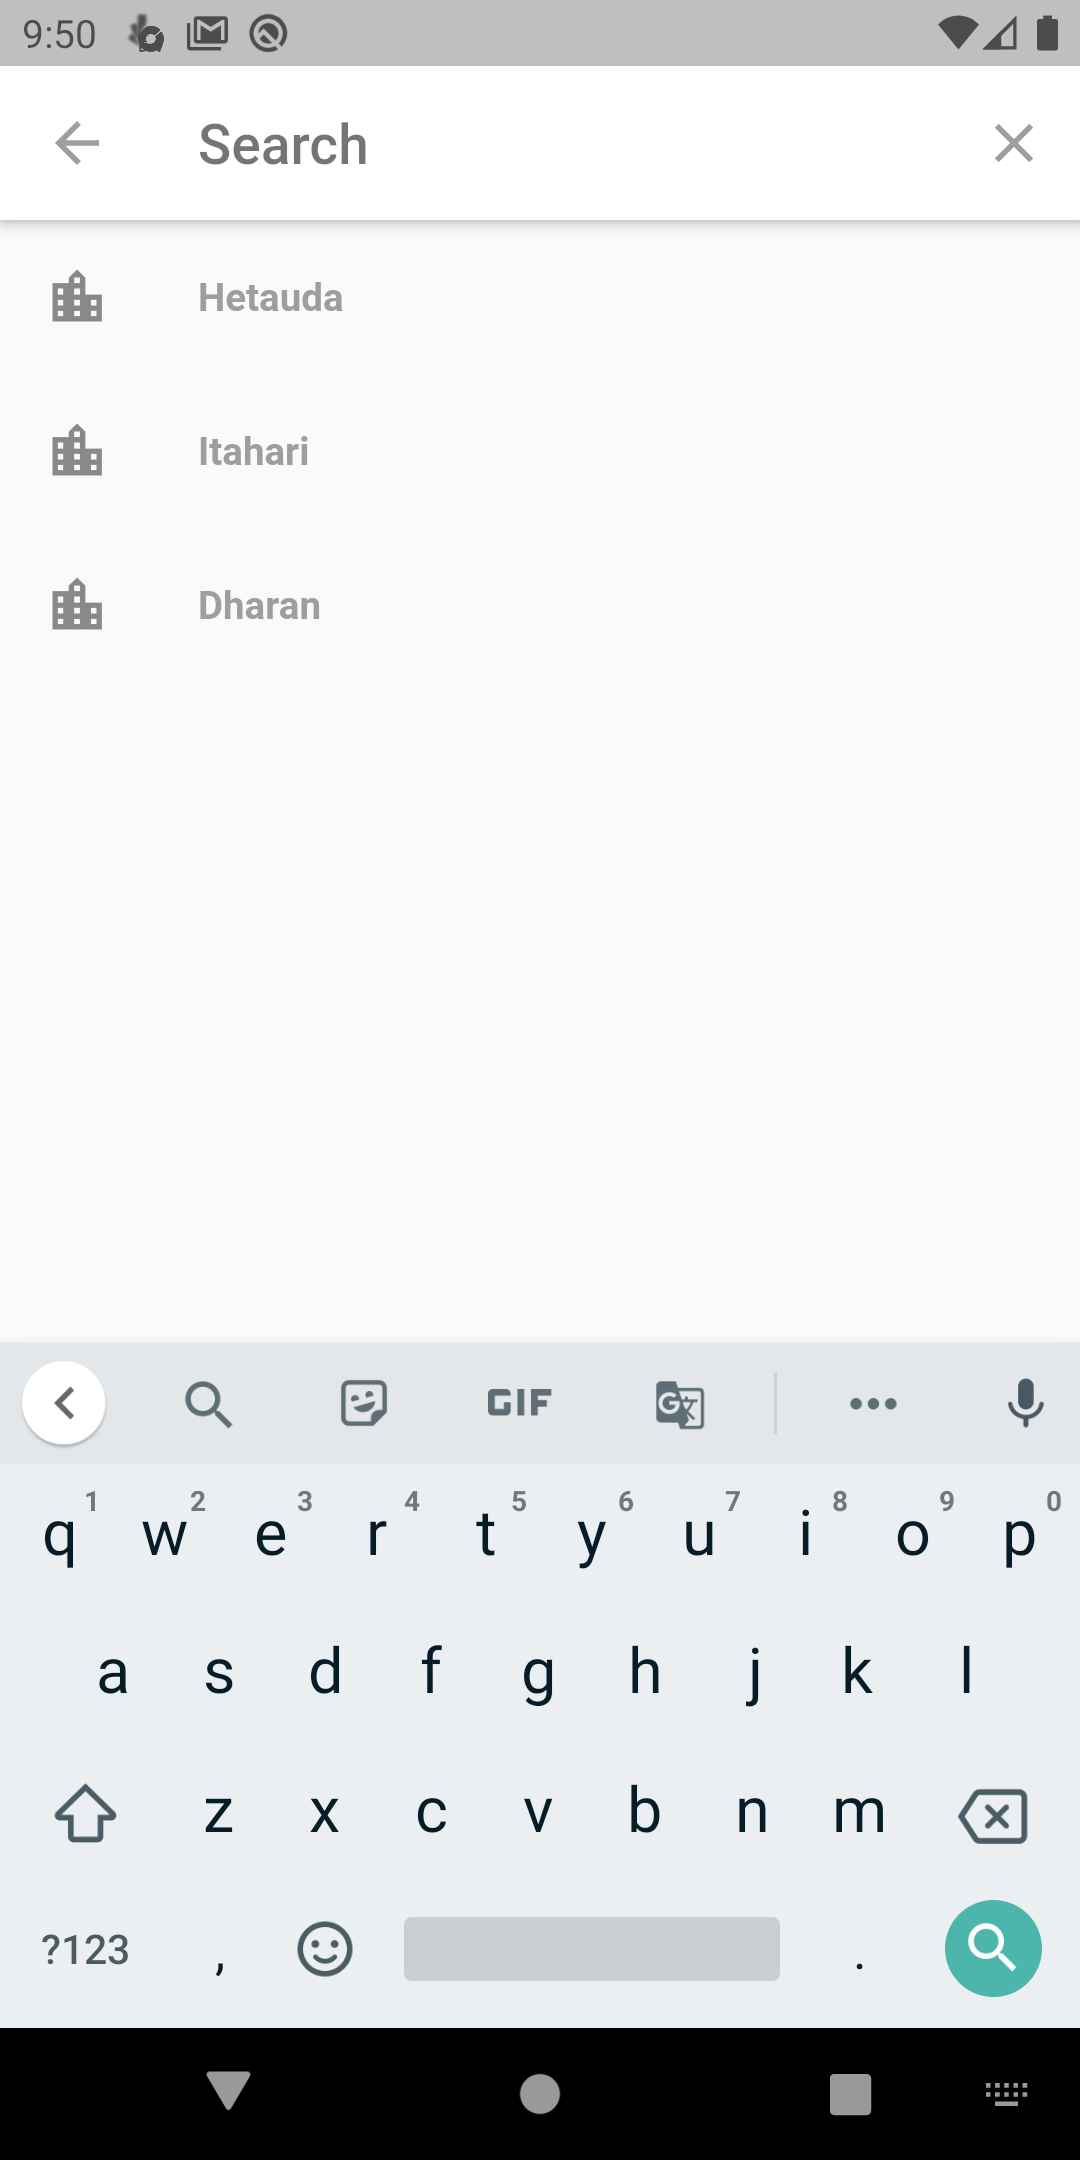 9:50
Search
Hetauda
Itahari
Dharan
GIF
1 2 3 4 5 6 7 8 9 0
q w e r t y u i o p
a s d f g h j k l
z x c v b n m
?123 , .